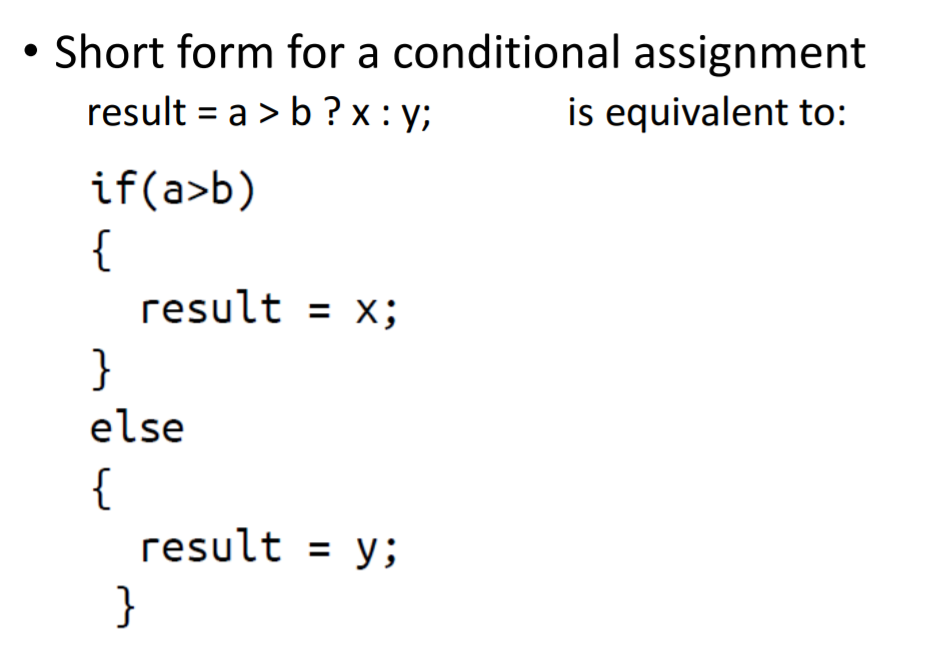 • Short form for a conditional assignment
result = a > b ? x : y; is equivalent to:
if(a>b)
{
result = x;
}
else
{
result = y;
}